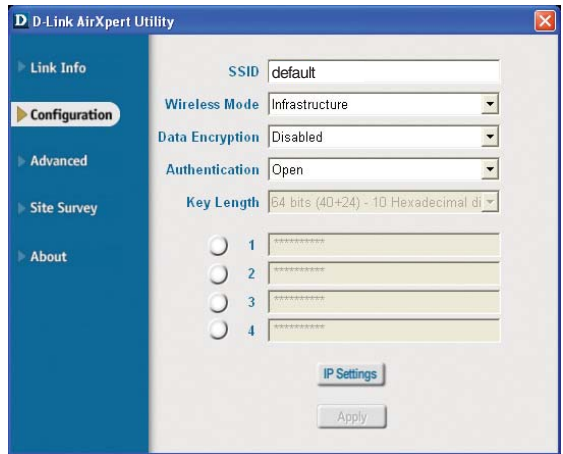 D D-Link AirXpert Utility
Link Info
Configuration
Advanced
Site Survey
About
SSID default
Wireless Mode Infrastructure
Data Encryption Disabled
Authentication Open
Key Length 64 bits (40+24) - 10 Hexadecimal di
1 **********
2 **********
3 **********
4 **********
IP Settings
Apply